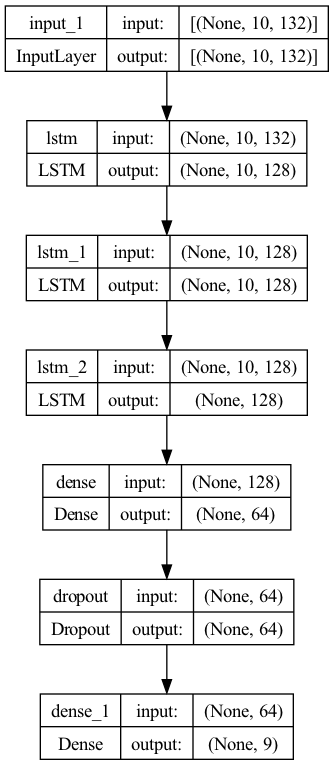 input_1 input: [(None, 10, 132)]
InputLayer output: [(None, 10, 132)]
lstm input: (None, 10, 132)
LSTM output: (None, 10, 128)
lstm_1 input: (None, 10, 128)
LSTM output: (None, 10, 128)
lstm_2 input: (None, 10, 128)
LSTM output: (None, 128)
dense input: (None, 128)
Dense output: (None, 64)
dropout input: (None, 64)
Dropout output: (None, 64)
dense_1 input: (None, 64)
Dense output: (None, 9)